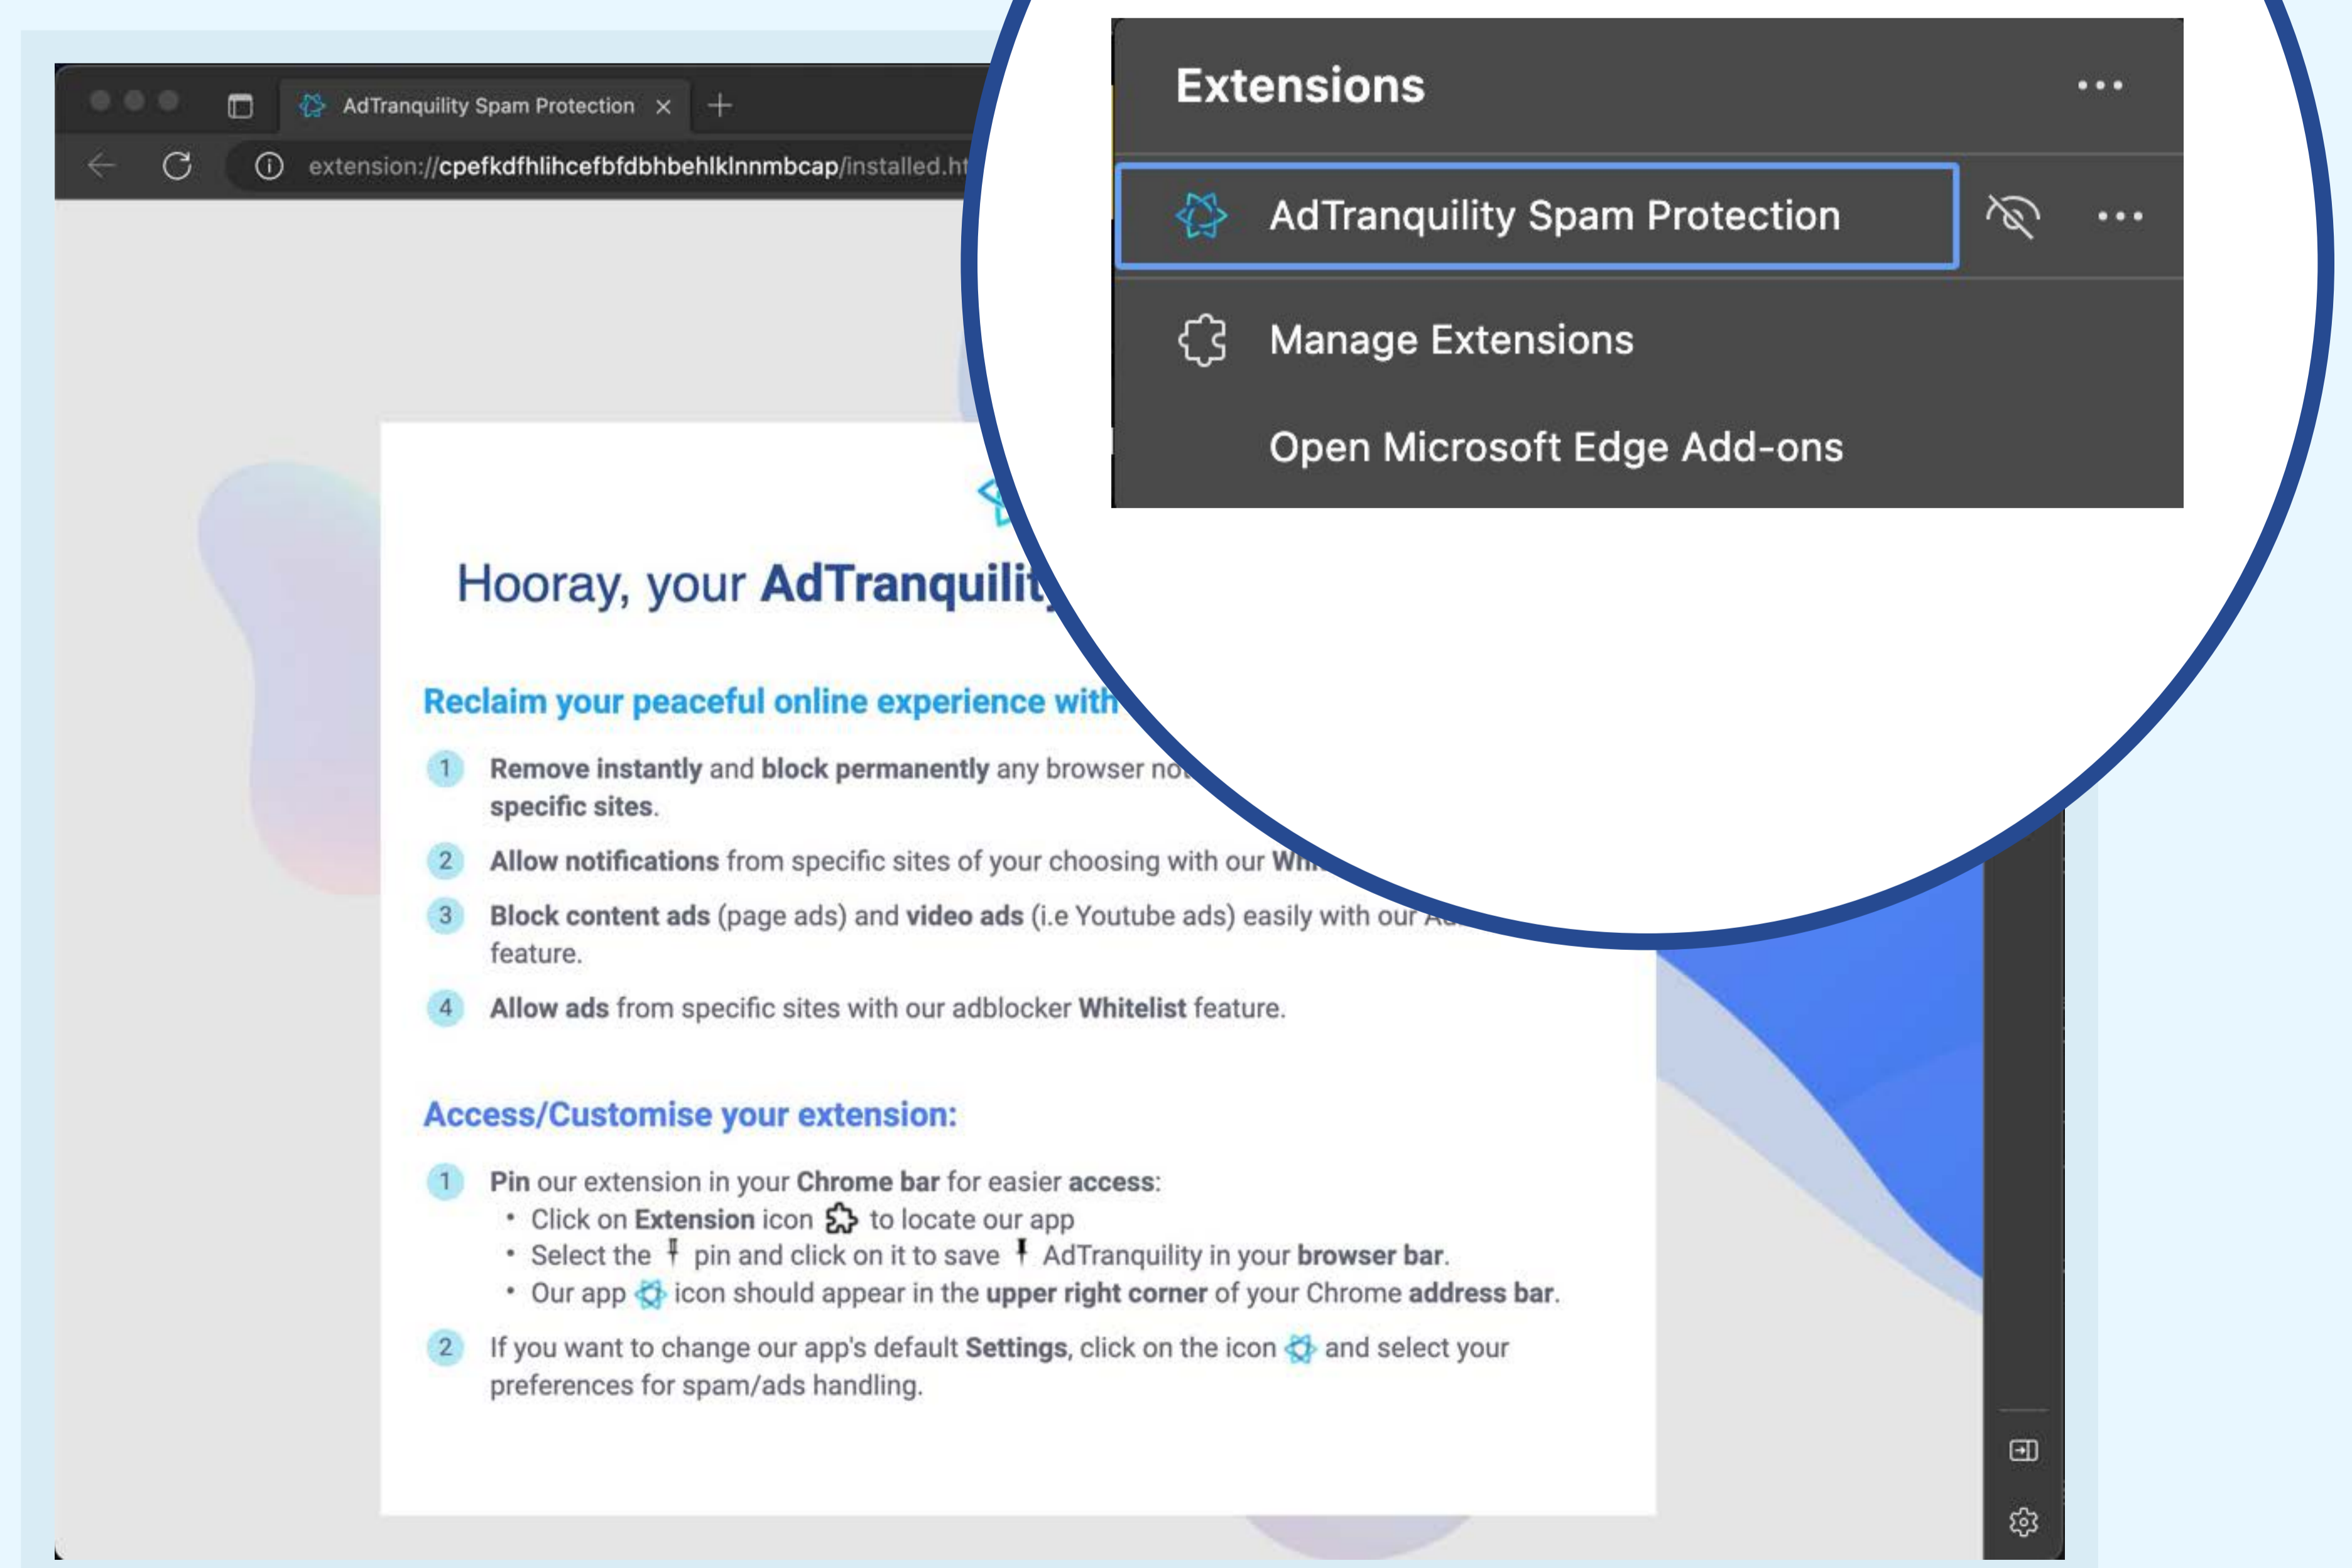 Extensions
AdTranquility Spam Protection
Manage Extensions
Open Microsoft Edge Add-ons
AdTranquility Spam Protection
extension://cpefkdfhlihcefbfdbhbehlklnnmbcap/installed.ht
Hooray, your AdTranquility
Reclaim your peaceful online experience with
1 Remove instantly and block permanently any browser
specific sites.
2 Allow notifications from specific sites of your choosing with our
3 Block content ads (page ads) and video ads (i.e Youtube ads) easily with our
feature.
4 Allow ads from specific sites with our adblocker Whitelist feature.
Access/Customise your extension:
1 Pin our extension in your Chrome bar for easier access:
• Click on Extension icon to locate our app
• Select the pin and click on it to save AdTranquility in your browser bar.
• Our app icon should appear in the upper right corner of your Chrome address bar.
2 If you want to change our app's default Settings, click on the icon and select your
preferences for spam/ads handling.